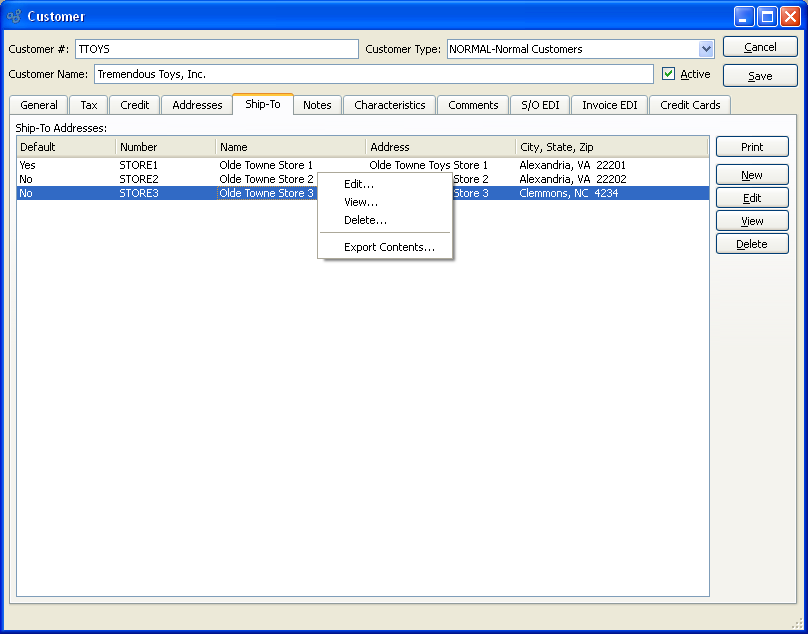 Customer
Customer #: TTOYS Customer Type: NORMAL-Normal Customers Cancel
Customer Name: Tremendous Toys, Inc. Active Save
General Tax Credit Addresses Ship-To Notes Characteristics Comments S/O EDI Invoice EDI Credit Cards
Ship-To Addresses:
Default Number Name Address City, State, Zip Print
Yes STORE1 Olde Towne Store 1 Olde Towne Toys Store 1 Alexandria, VA 22201
No STORE2 Olde Towne Store 2 Store 2 Alexandria, VA 22202 New
No STORE3 Olde Towne Store 3 Store 3 Clemmons, NC 4234 Edit
Edit...
View...
Delete...
Export Contents...
View
Delete